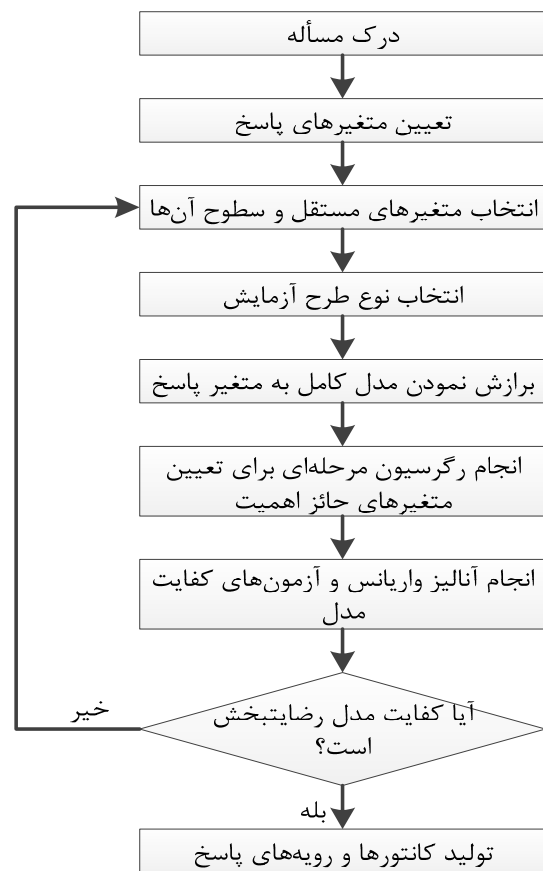 درک مسأله
تعیین متغیرهای پاسخ
انتخاب متغیرهای مستقل و سطوح آن‌ها
انتخاب نوع طرح آزمایش
برازش نمودن مدل کامل به متغیر پاسخ
انجام رگرسیون مرحله‌ای برای تعیین
متغیرهای حائز اهمیت
انجام آنالیز واریانس و آزمون‌های کفایت
مدل
آیا کفایت مدل رضایتبخش
است؟
خیر
بله
تولید کانتورها و رویه‌های پاسخ